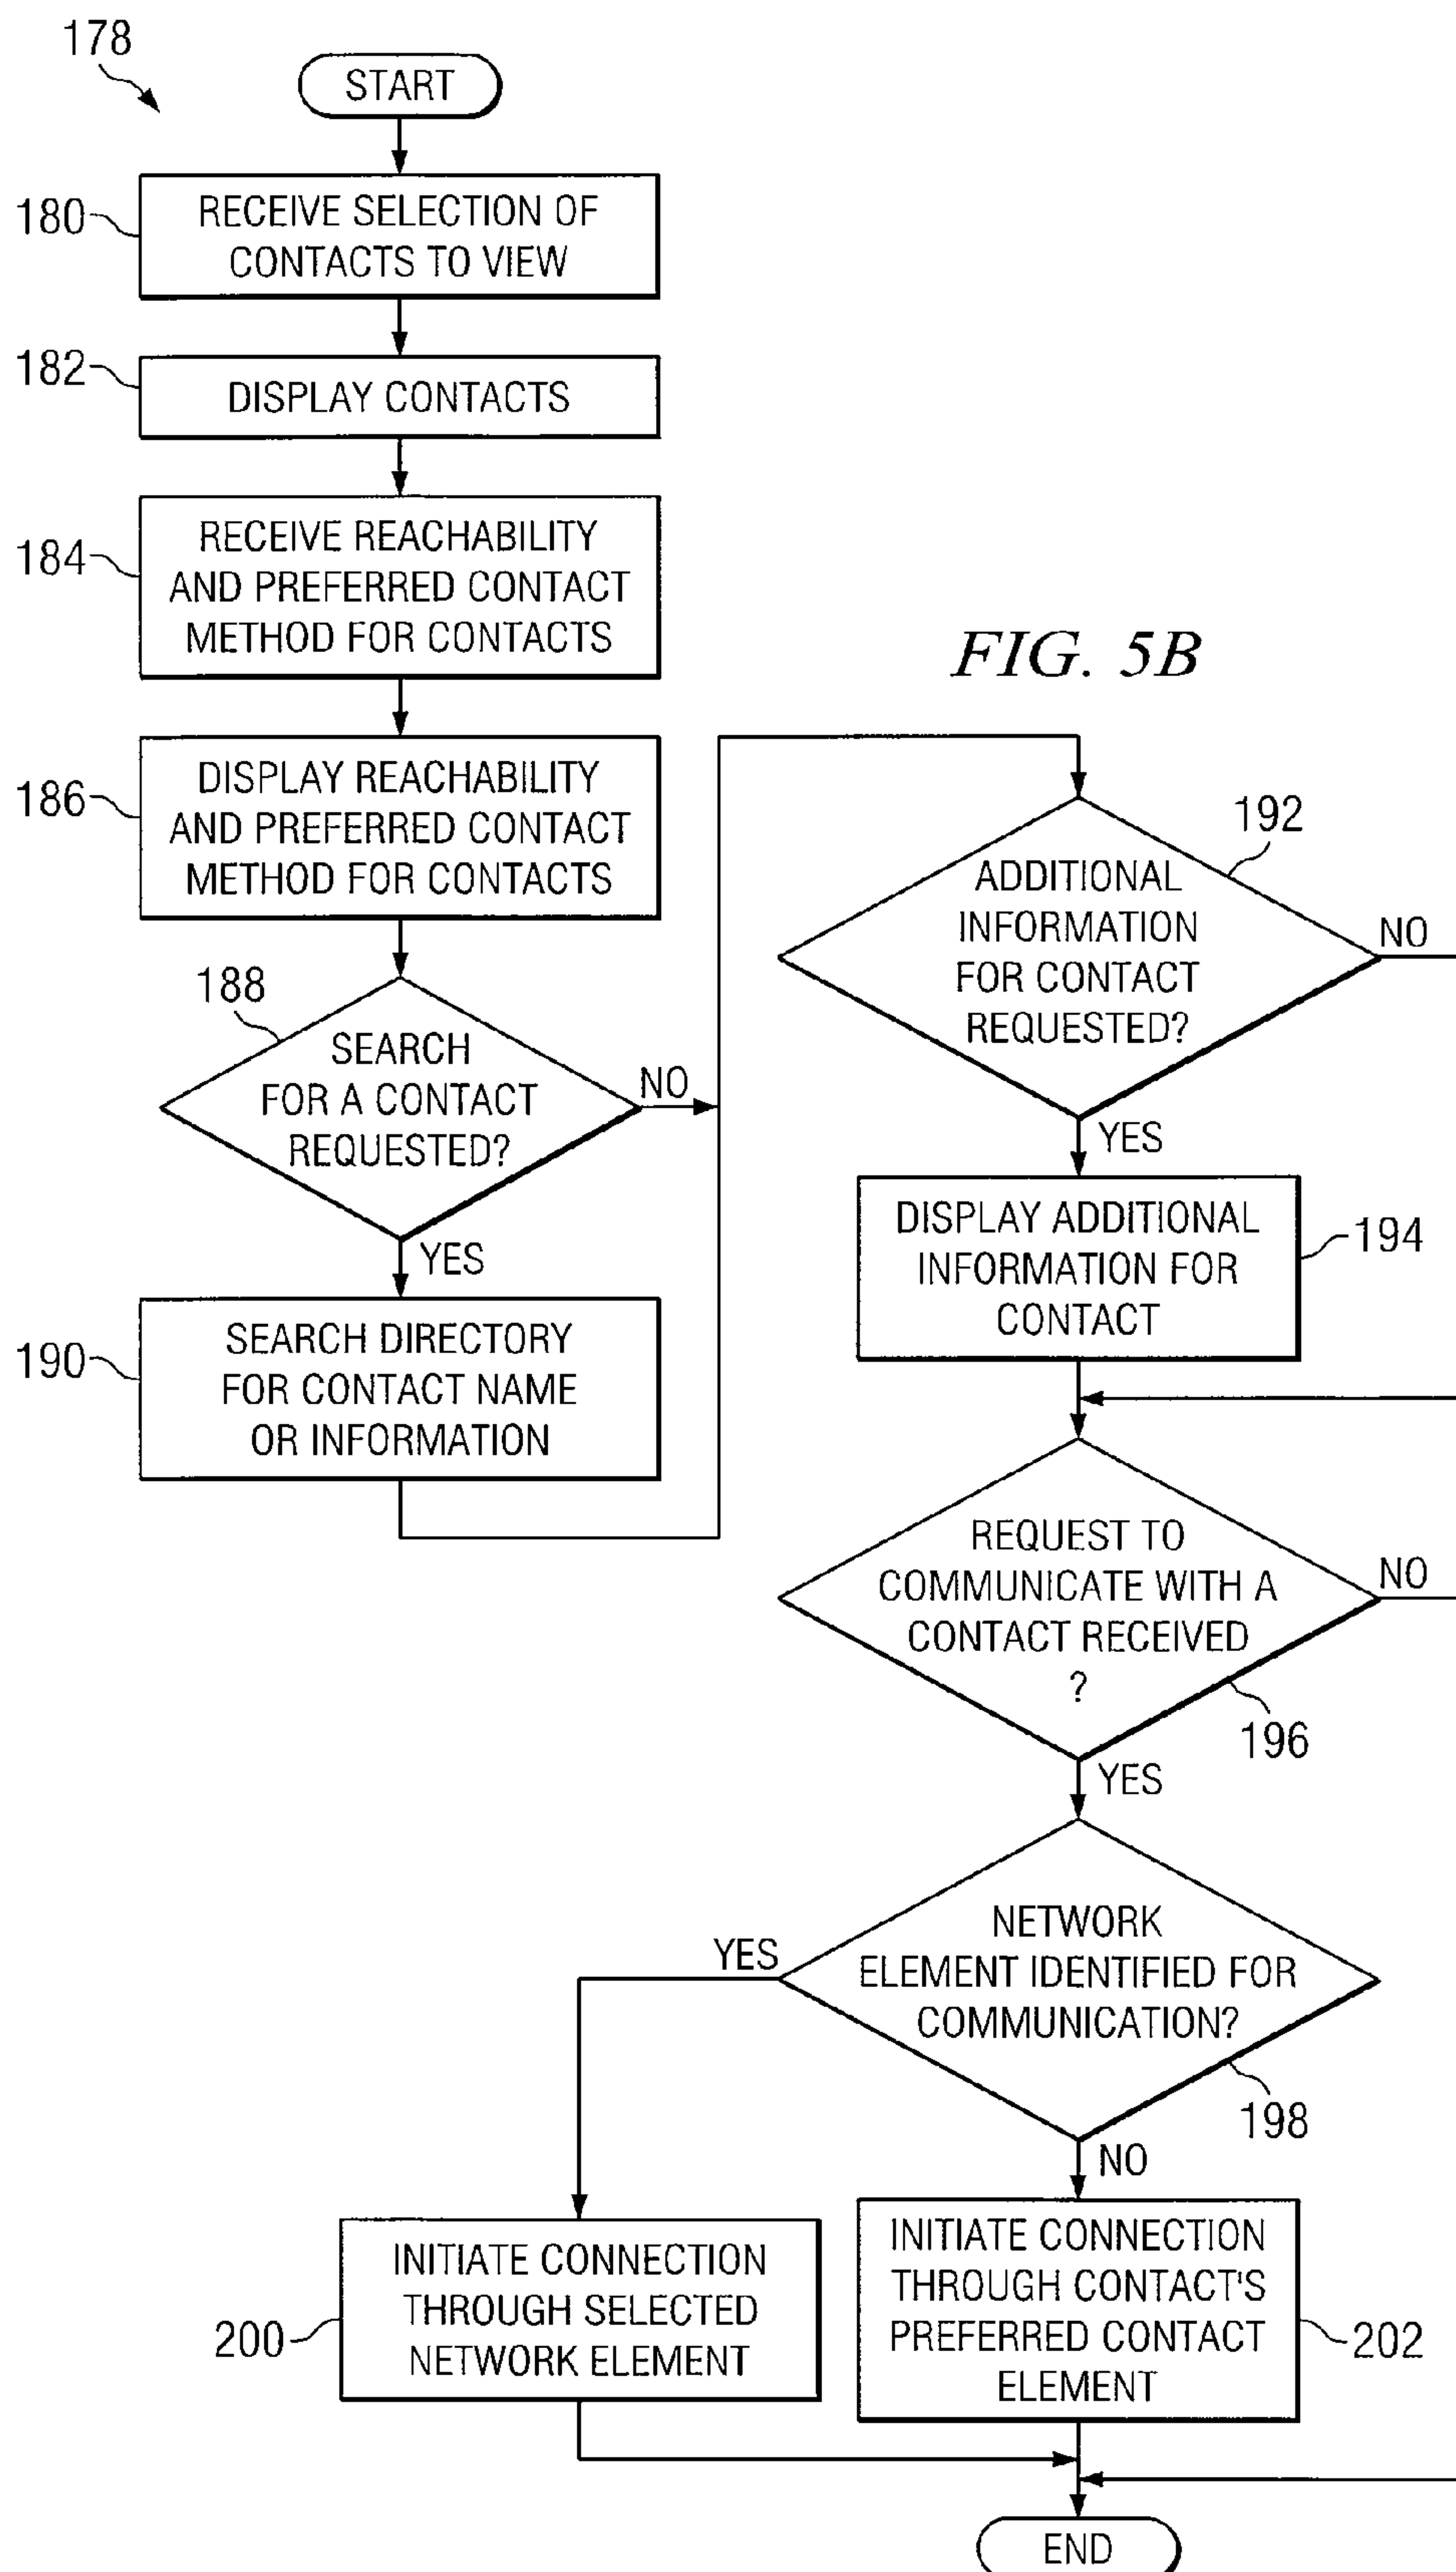 178
START
180
RECEIVE SELECTION OF
CONTACTS TO VIEW
182
DISPLAY CONTACTS
184
RECEIVE REACHABILITY
AND PREFERRED CONTACT
METHOD FOR CONTACTS
FIG. 5B
186
DISPLAY REACHABILITY
AND PREFERRED CONTACT
METHOD FOR CONTACTS
188
SEARCH
FOR A CONTACT
REQUESTED?
NO
YES
190
SEARCH DIRECTORY
FOR CONTACT NAME
OR INFORMATION
192
ADDITIONAL
INFORMATION
FOR CONTACT
REQUESTED?
NO
YES
DISPLAY ADDITIONAL
INFORMATION FOR
CONTACT
194
REQUEST TO
COMMUNICATE WITH A
CONTACT RECEIVED
?
NO
196
YES
NETWORK
ELEMENT IDENTIFIED FOR
COMMUNICATION?
YES
198
NO
200
INITIATE CONNECTION
THROUGH SELECTED
NETWORK ELEMENT
INITIATE CONNECTION
THROUGH CONTACT'S
PREFERRED CONTACT
ELEMENT
202
END